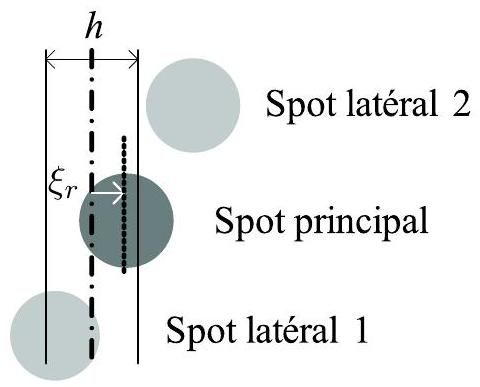 h
Spot latéral 2
ξr
Spot principal
Spot latéral 1